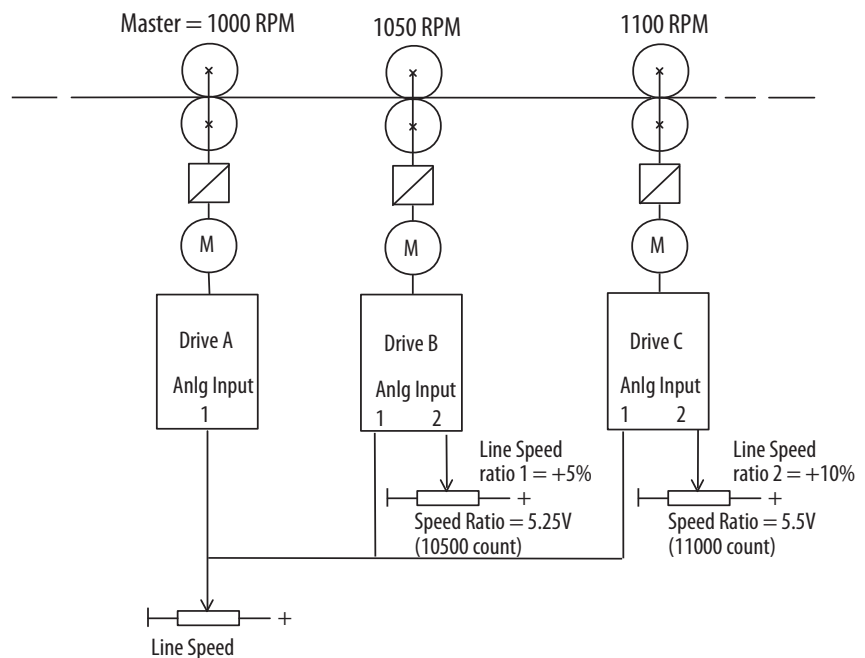 Master = 1000 RPM
1050 RPM
1100 RPM
M
M
M
Drive A
Anlg Input
1
Drive B
Anlg Input
1 2
Drive C
Anlg Input
1 2
Line Speed
ratio 1 = +5%
+
Speed Ratio = 5.25V
(10500 count)
Line Speed
ratio 2 = +10%
+
Speed Ratio = 5.5V
(11000 count)
+
Line Speed